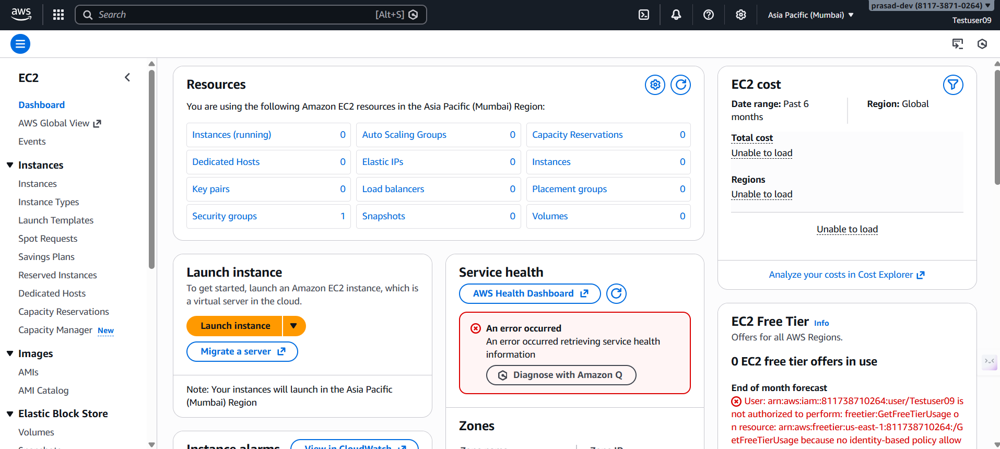 aws
Search
[Alt+S]
Asia Pacific (Mumbai)
prasad-dev (8117-3871-0264)
Testuser09
EC2
Dashboard
AWS Global View
Events
Instances
Instances
Instance Types
Launch Templates
Spot Requests
Savings Plans
Reserved Instances
Dedicated Hosts
Capacity Reservations
Capacity Manager New
Images
AMIs
AMI Catalog
Elastic Block Store
Volumes
Resources
You are using the following Amazon EC2 resources in the Asia Pacific (Mumbai) Region:
Instances (running) 0
Auto Scaling Groups 0
Capacity Reservations 0
Dedicated Hosts 0
Elastic IPs 0
Instances 0
Key pairs 0
Load balancers 0
Placement groups 0
Security groups 1
Snapshots 0
Volumes 0
Launch instance
To get started, launch an Amazon EC2 instance, which is
a virtual server in the cloud.
Launch instance
Migrate a server
Note: Your instances will launch in the Asia Pacific
(Mumbai) Region
Instance alarms
View in CloudWatch
Service health
AWS Health Dashboard
An error occurred
An error occurred retrieving service health
information
Diagnose with Amazon Q
Zones
EC2 cost
Date range: Past 6
months
Region: Global
Total cost
Unable to load
Regions
Unable to load
Unable to load
Analyze your costs in Cost Explorer
EC2 Free Tier Info
Offers for all AWS Regions.
0 EC2 free tier offers in use
End of month forecast
User: arn:aws:iam::811738710264:user/Testuser09 is
not authorized to perform: freetier:GetFreeTierUsage o
n resource: arn:aws:freetier:us-east-1:811738710264:/G
etFreeTierUsage because no identity-based policy allow